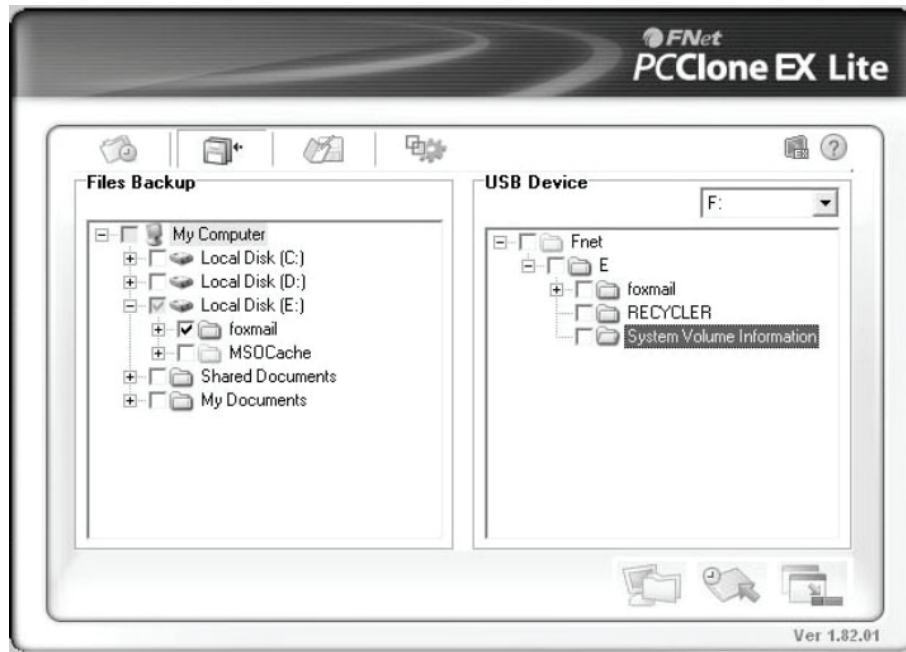 FNet
PCClone EX Lite
EX
?
Files Backup
My Computer
Local Disk (C:)
Local Disk (D:)
Local Disk (E:)
foxmail
MSOCache
Shared Documents
My Documents
USB Device
F:
Fnet
E
foxmail
RECYCLER
System Volume Information
Ver 1.82.01